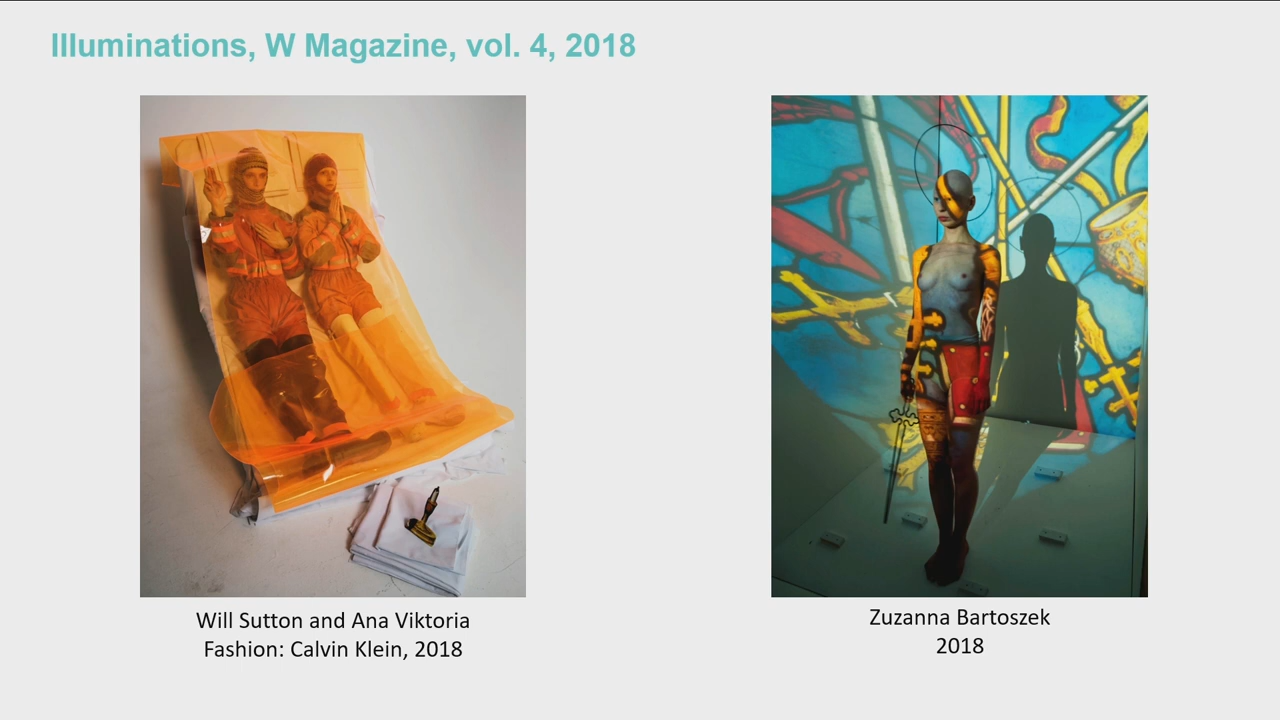 Illuminations, W Magazine, vol. 4, 2018
Will Sutton and Ana Viktoria
Fashion: Calvin Klein, 2018
Zuzanna Bartoszek
2018